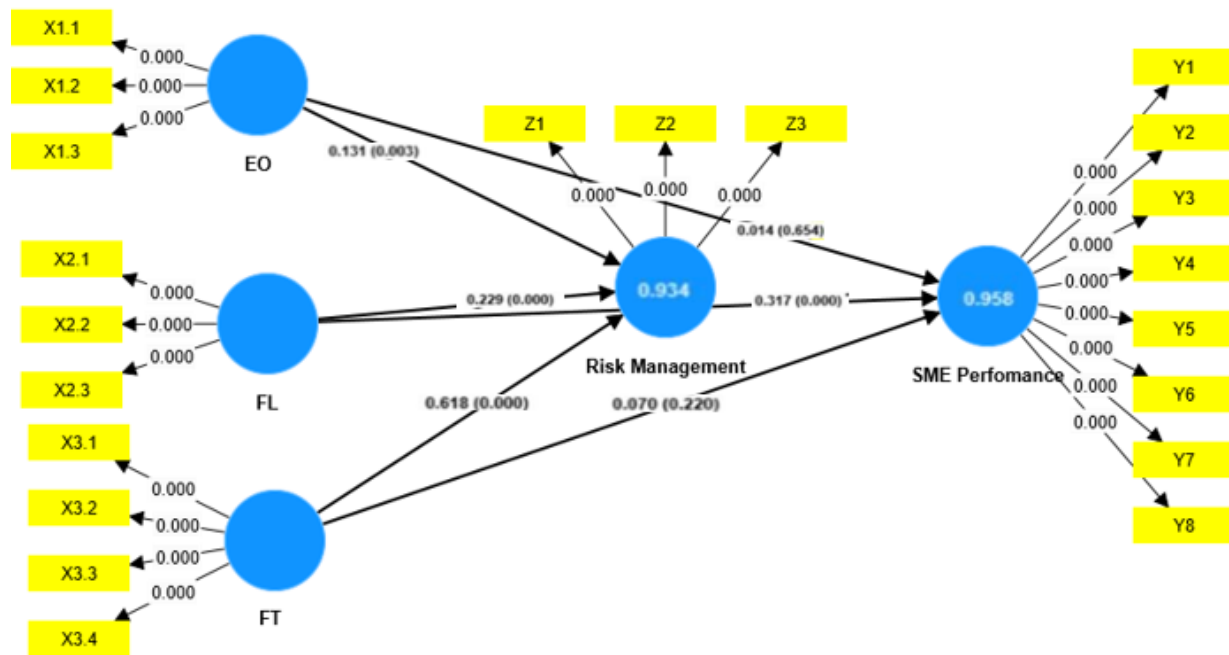 X1.1
0.000
X1.2
0.000
X1.3
0.000
EO
0.131 (0.003)
Z1
Z2
Z3
0.000
0.000
0.000
0.014 (0.654)
X2.1
0.000
X2.2
0.000
X2.3
0.000
FL
0.229 (0.000)
0.934
Risk Management
0.317 (0.000)
0.958
SME Perfomance
X3.1
0.000
X3.2
0.000
X3.3
0.000
X3.4
0.000
FT
0.618 (0.000)
0.070 (0.220)
Y1
0.000
Y2
0.000
Y3
0.000
Y4
0.000
Y5
0.000
Y6
0.000
Y7
0.000
Y8
0.000